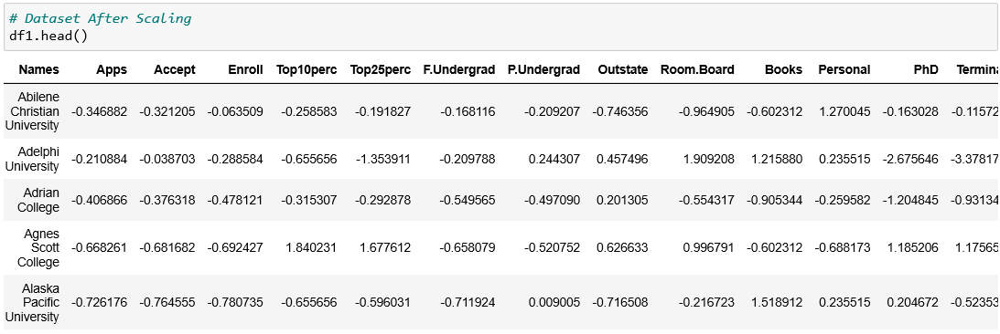 # Dataset After Scaling
df1.head()
Names Apps Accept Enroll Top10perc Top25perc F.Undergrad P.Undergrad Outstate Room.Board Books Personal PhD Termina
Abilene
Christian
University
-0.346882 -0.321205 -0.063509 -0.258583 -0.191827 -0.168116 -0.209207 -0.746356 -0.964905 -0.602312 1.270045 -0.163028 -0.11572
Adelphi
University
-0.210884 -0.038703 -0.288584 -0.655656 -1.353911 -0.209788 0.244307 0.457496 1.909208 1.215880 0.235515 -2.675646 -3.37817
Adrian
College
-0.406866 -0.376318 -0.478121 -0.315307 -0.292878 -0.549565 -0.497090 0.201305 -0.554317 -0.905344 -0.259582 -1.204845 -0.93134
Agnes
Scott
College
-0.668261 -0.681682 -0.692427 1.840231 1.677612 -0.658079 -0.520752 0.626633 0.996791 -0.602312 -0.688173 1.185206 1.17565
Alaska
Pacific
University
-0.726176 -0.764555 -0.780735 -0.655656 -0.596031 -0.711924 0.009005 -0.716508 -0.216723 1.518912 0.235515 0.204672 -0.52353